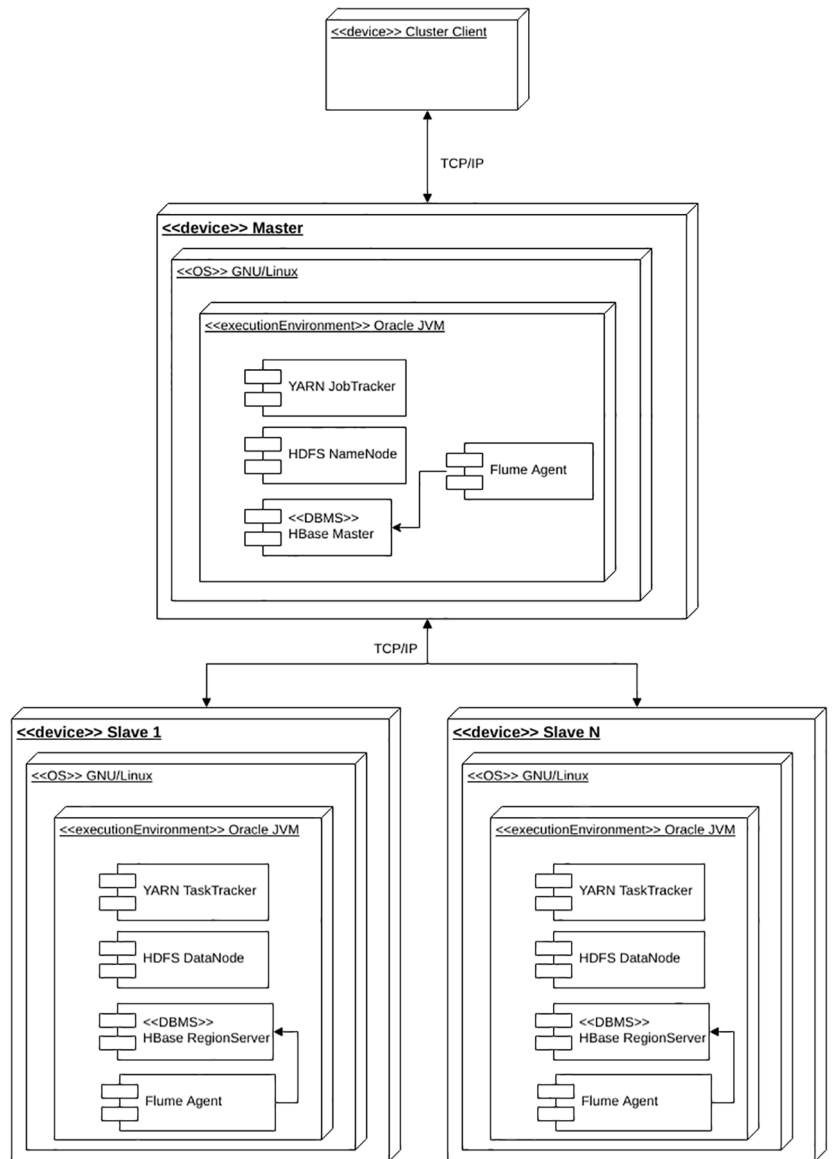 <<device>> Cluster Client
TCP/IP
<<device>> Master
<<OS>> GNU/Linux
<<executionEnvironment>> Oracle JVM
YARN JobTracker
HDFS NameNode
Flume Agent
<<DBMS>>
HBase Master
TCP/IP
<<device>> Slave 1
<<OS>> GNU/Linux
<<executionEnvironment>> Oracle JVM
YARN TaskTracker
HDFS DataNode
<<DBMS>>
HBase RegionServer
Flume Agent
<<device>> Slave N
<<OS>> GNU/Linux
<<executionEnvironment>> Oracle JVM
YARN TaskTracker
HDFS DataNode
<<DBMS>>
HBase RegionServer
Flume Agent